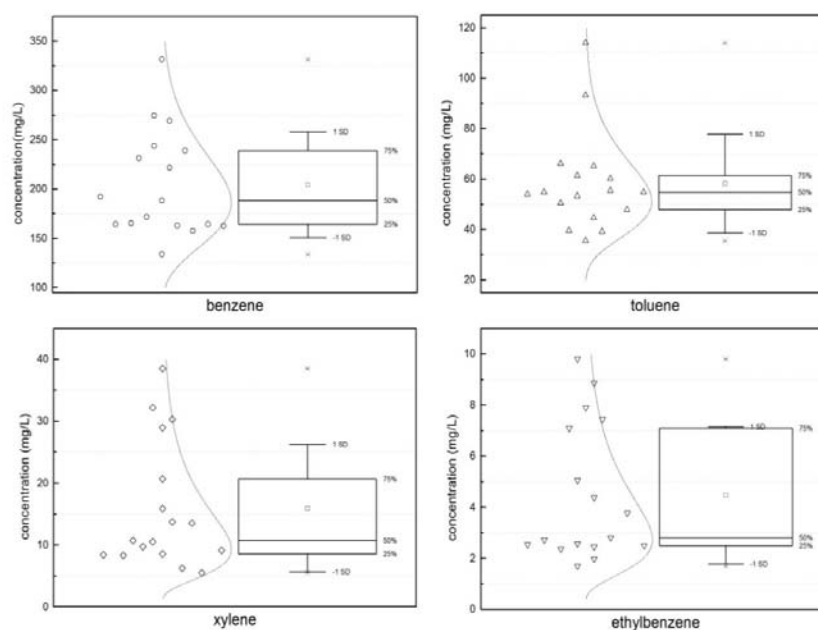 350
300
250
200
150
100
concentration(mg/L)
1 SD
75%
50%
25%
-1 SD
benzene
120
100
80
60
40
20
concentration (mg/L)
1 SD
75%
50%
25%
-1 SD
toluene
40
30
20
10
0
concentration (mg/L)
1 SD
75%
50%
25%
-1 SD
xylene
10
8
6
4
2
0
concentration (mg/L)
1 SD
75%
50%
25%
-1 SD
ethylbenzene